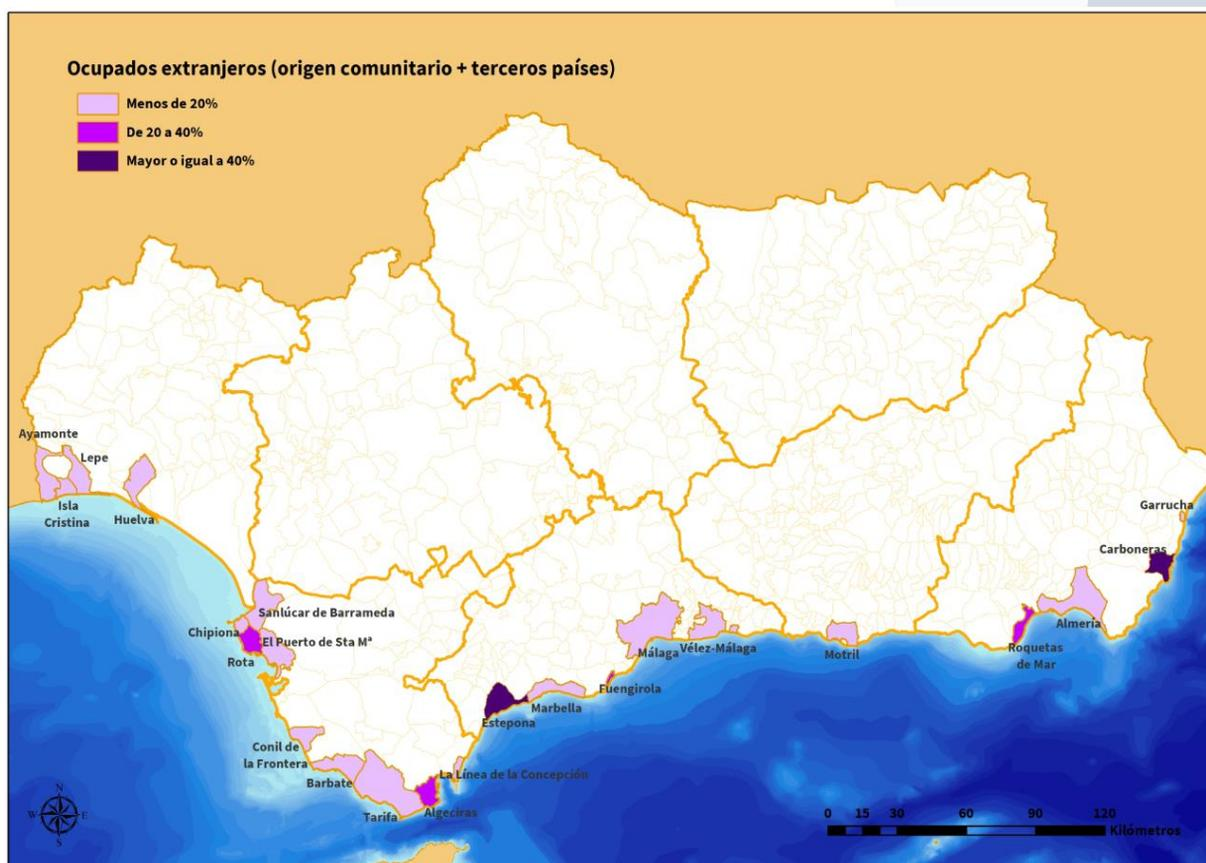 Ocupados extranjeros (origen comunitario + terceros países)
Menos de 20%
De 20 a 40%
Mayor o igual a 40%
Ayamonte
Lepe
Isla
Cristina
Huelva
Garrucha
Carboneras
Sanlúcar de Barrameda
Chipiona
El Puerto de Sta Mª
Rota
Almería
Roquetas
de Mar
Málaga
Vélez-Málaga
Motril
Fuengirola
Marbella
Estepona
Conil de
la Frontera
La Línea de la Concepción
Barbate
Tarifa
Algeciras
N
W
E
S
0 15 30 60 90 120
Kilómetros